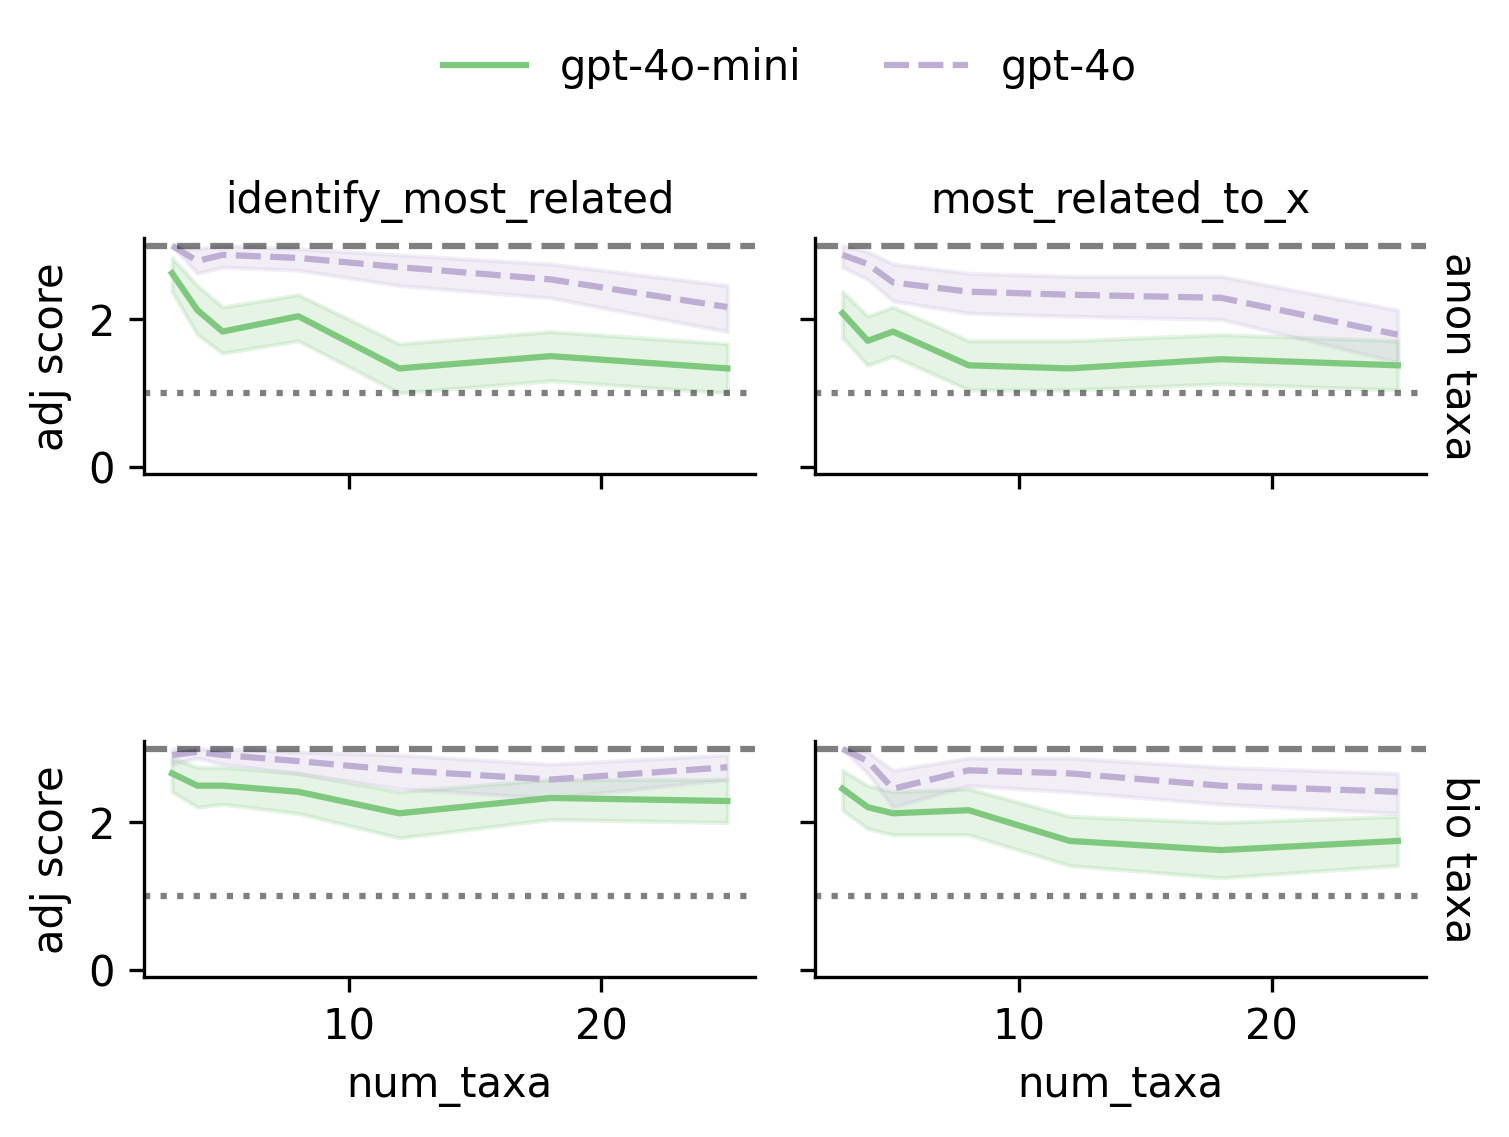 gpt-4o-mini gpt-4o
identify_most_related most_related_to_x
adj score
2
0
anon taxa
adj score
2
0
bio taxa
10 20 10 20
num_taxa num_taxa